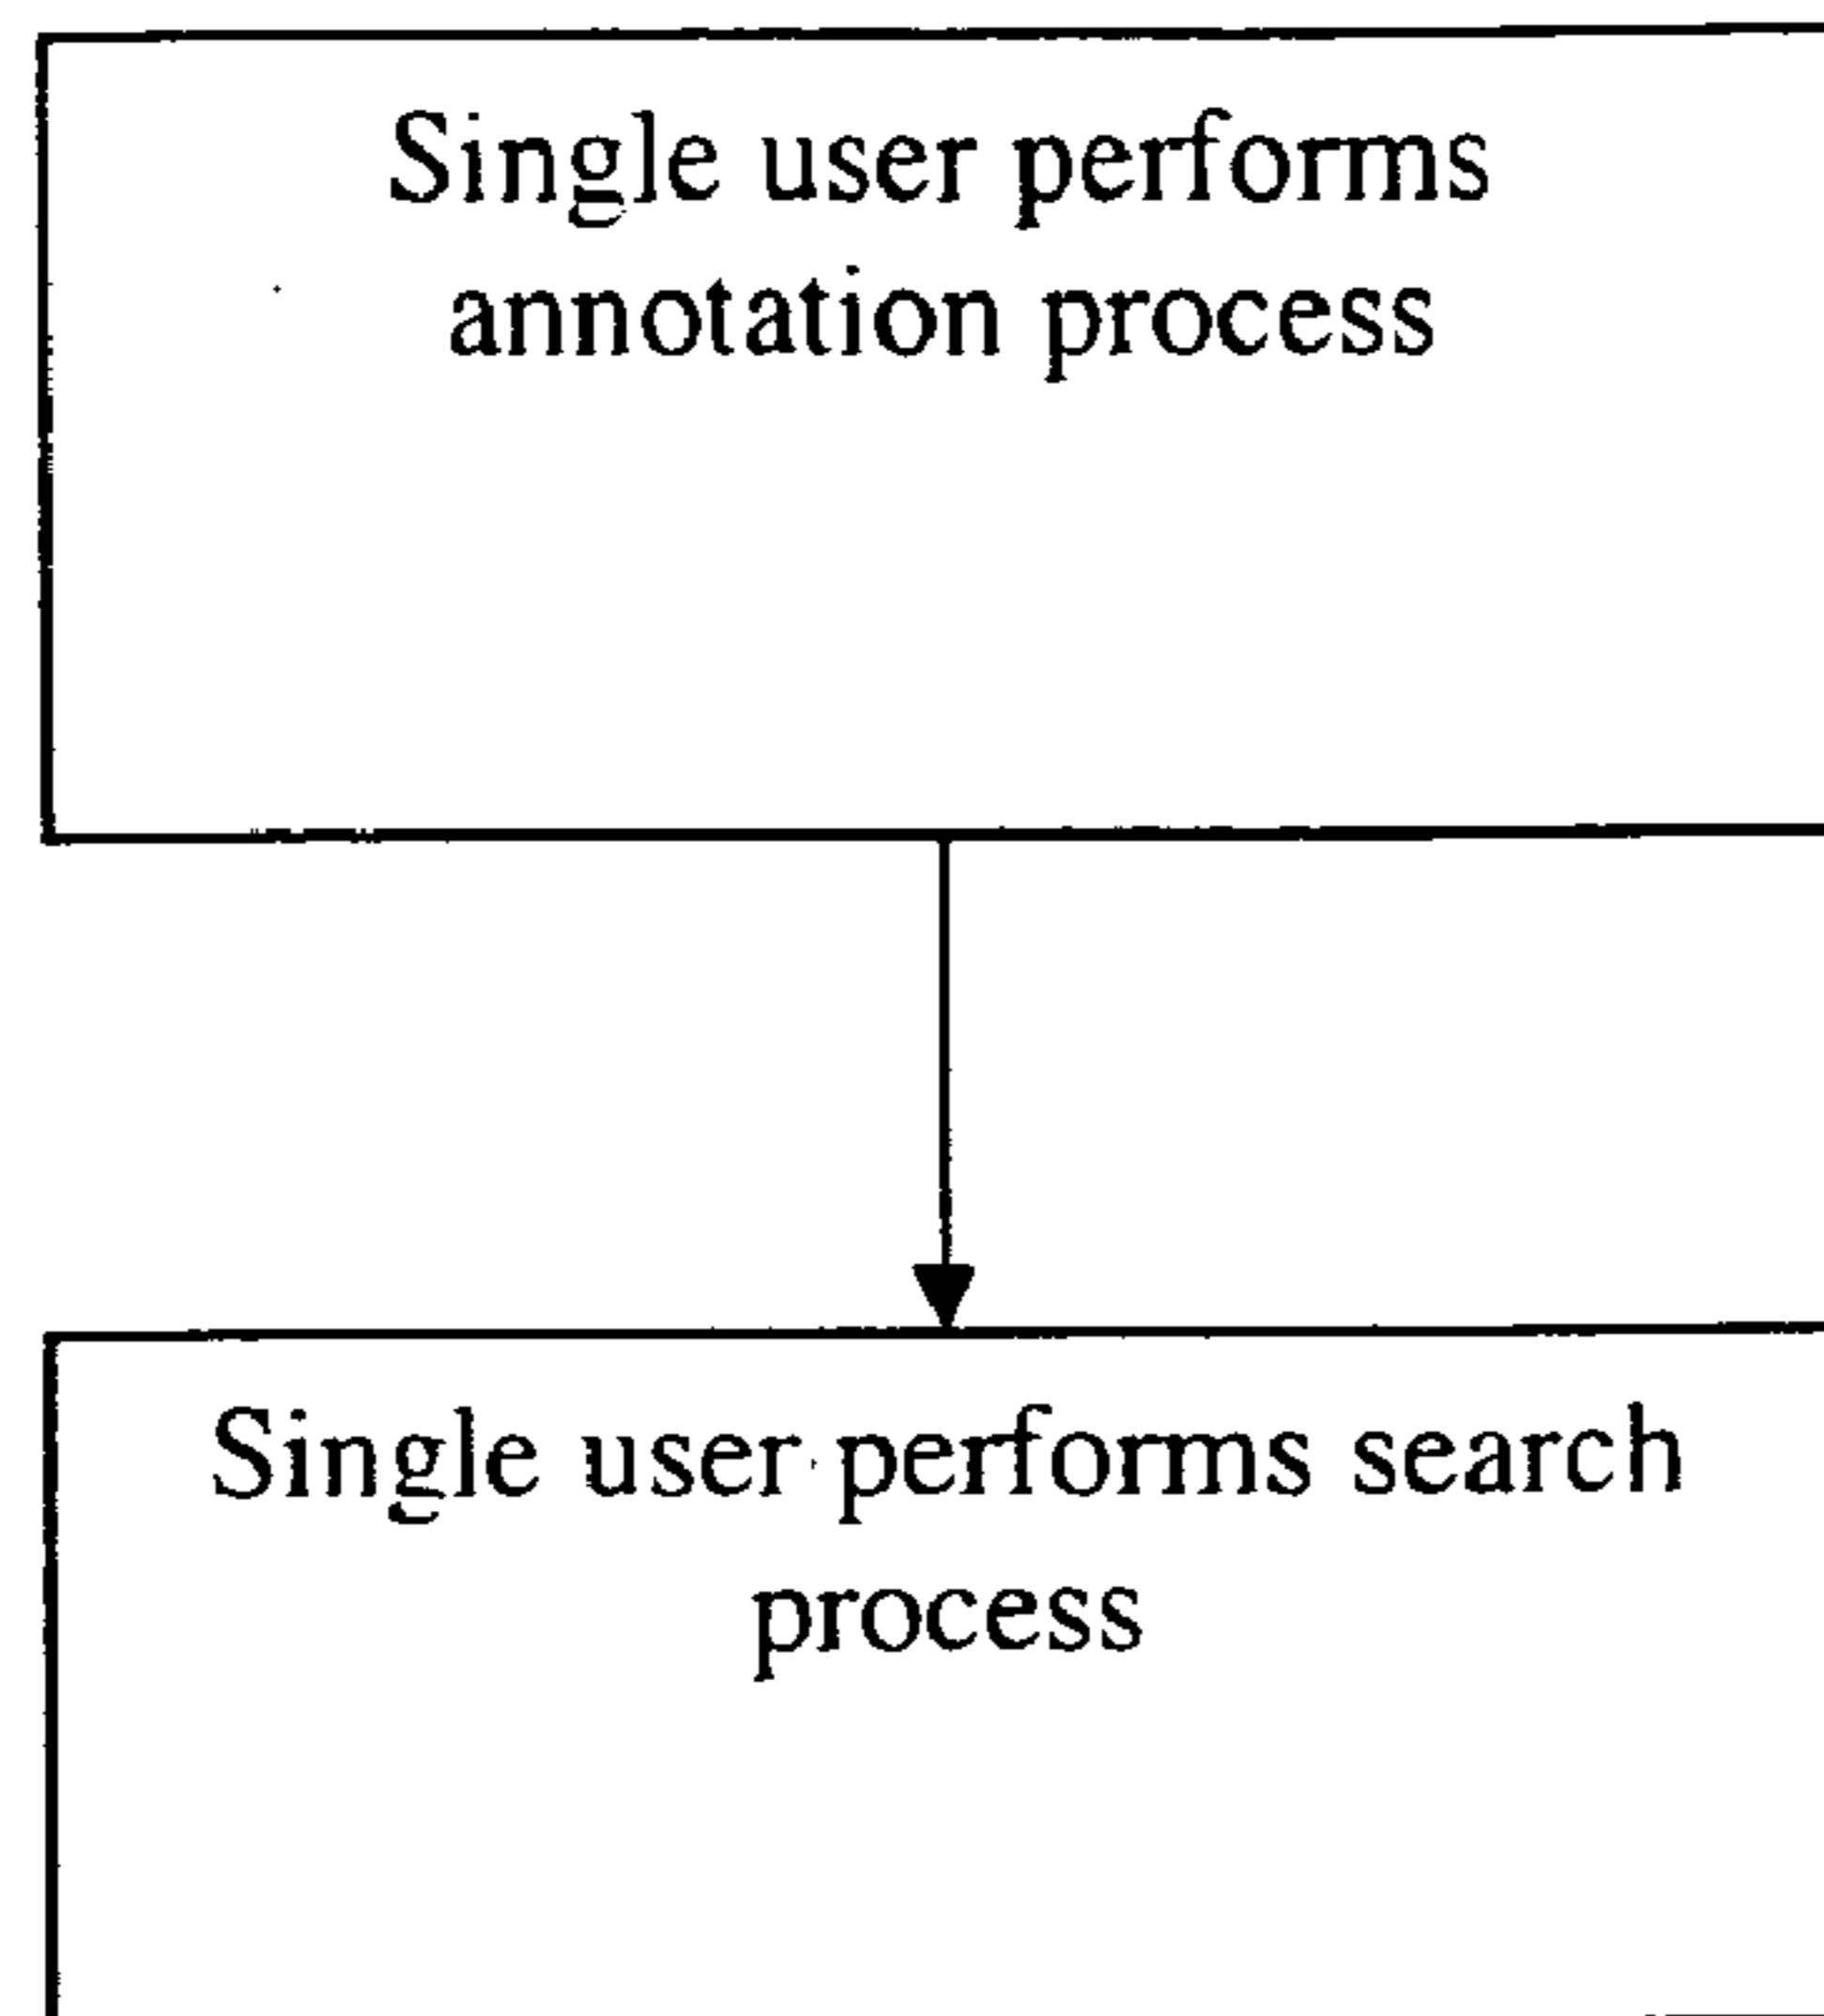 Single user performs
annotation process
Single user performs search
process